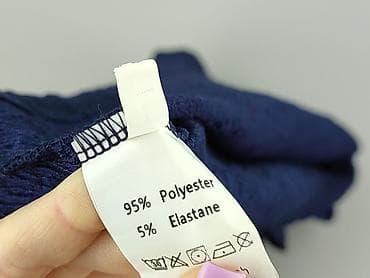 95% Polyester
5% Elastane